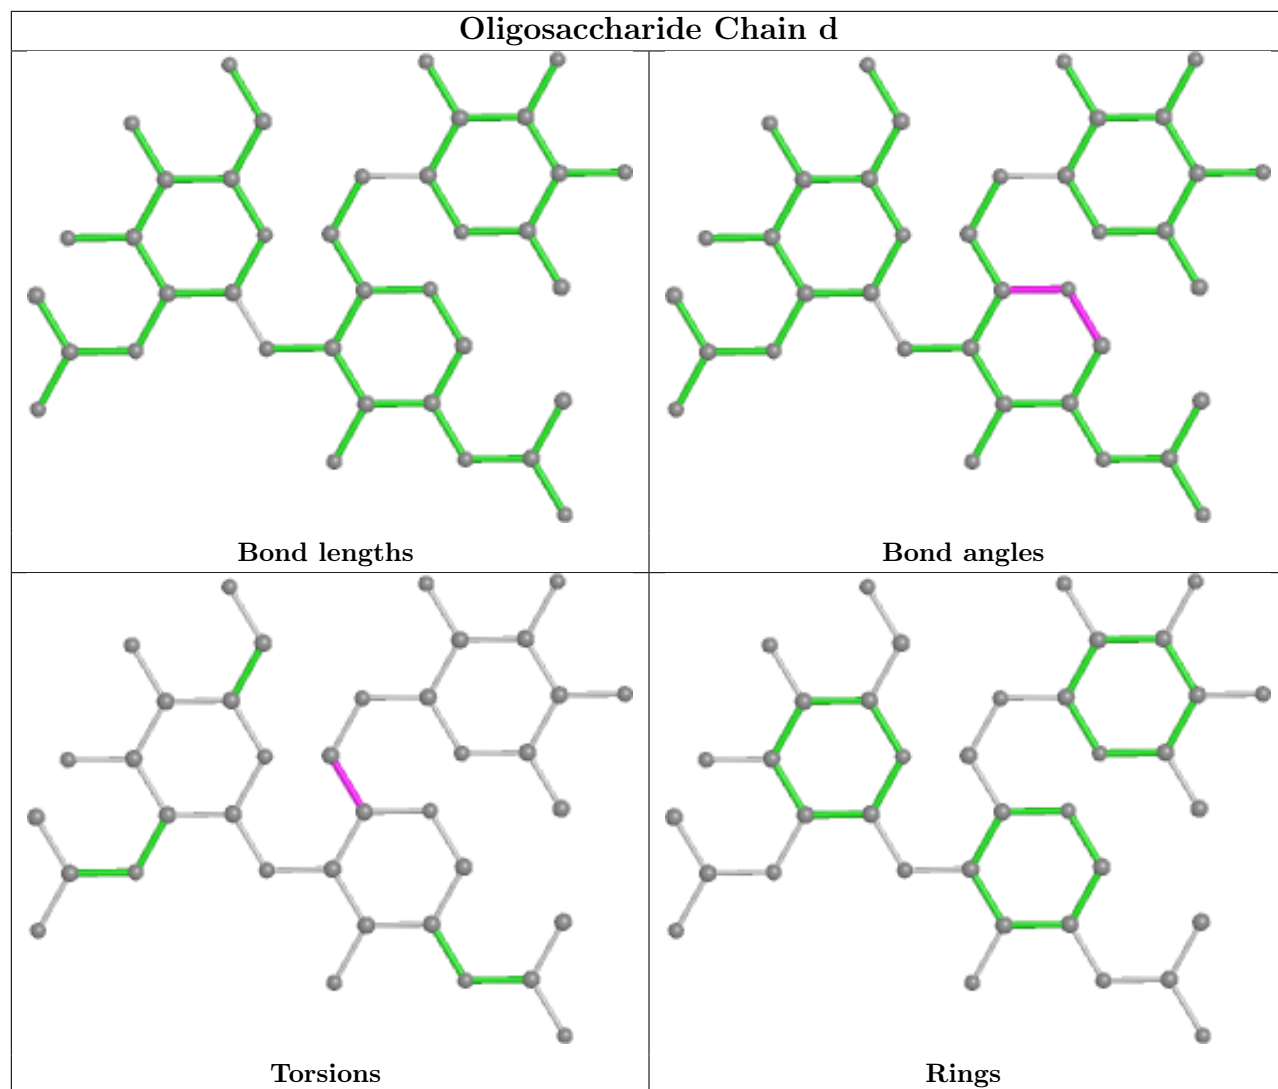 Oligosaccharide Chain d
Bond lengths
Bond angles
Torsions
Rings